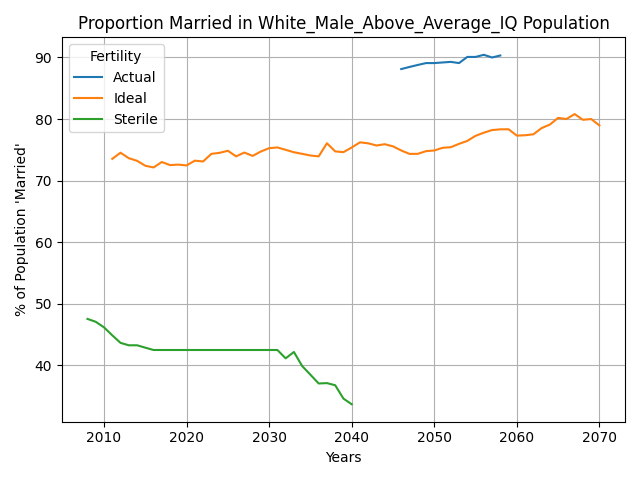 Proportion Married in White_Male_Above_Average_IQ Population
% of Population 'Married'
90
80
70
60
50
40
Fertility
Actual
Ideal
Sterile
2010 2020 2030 2040 2050 2060 2070
Years